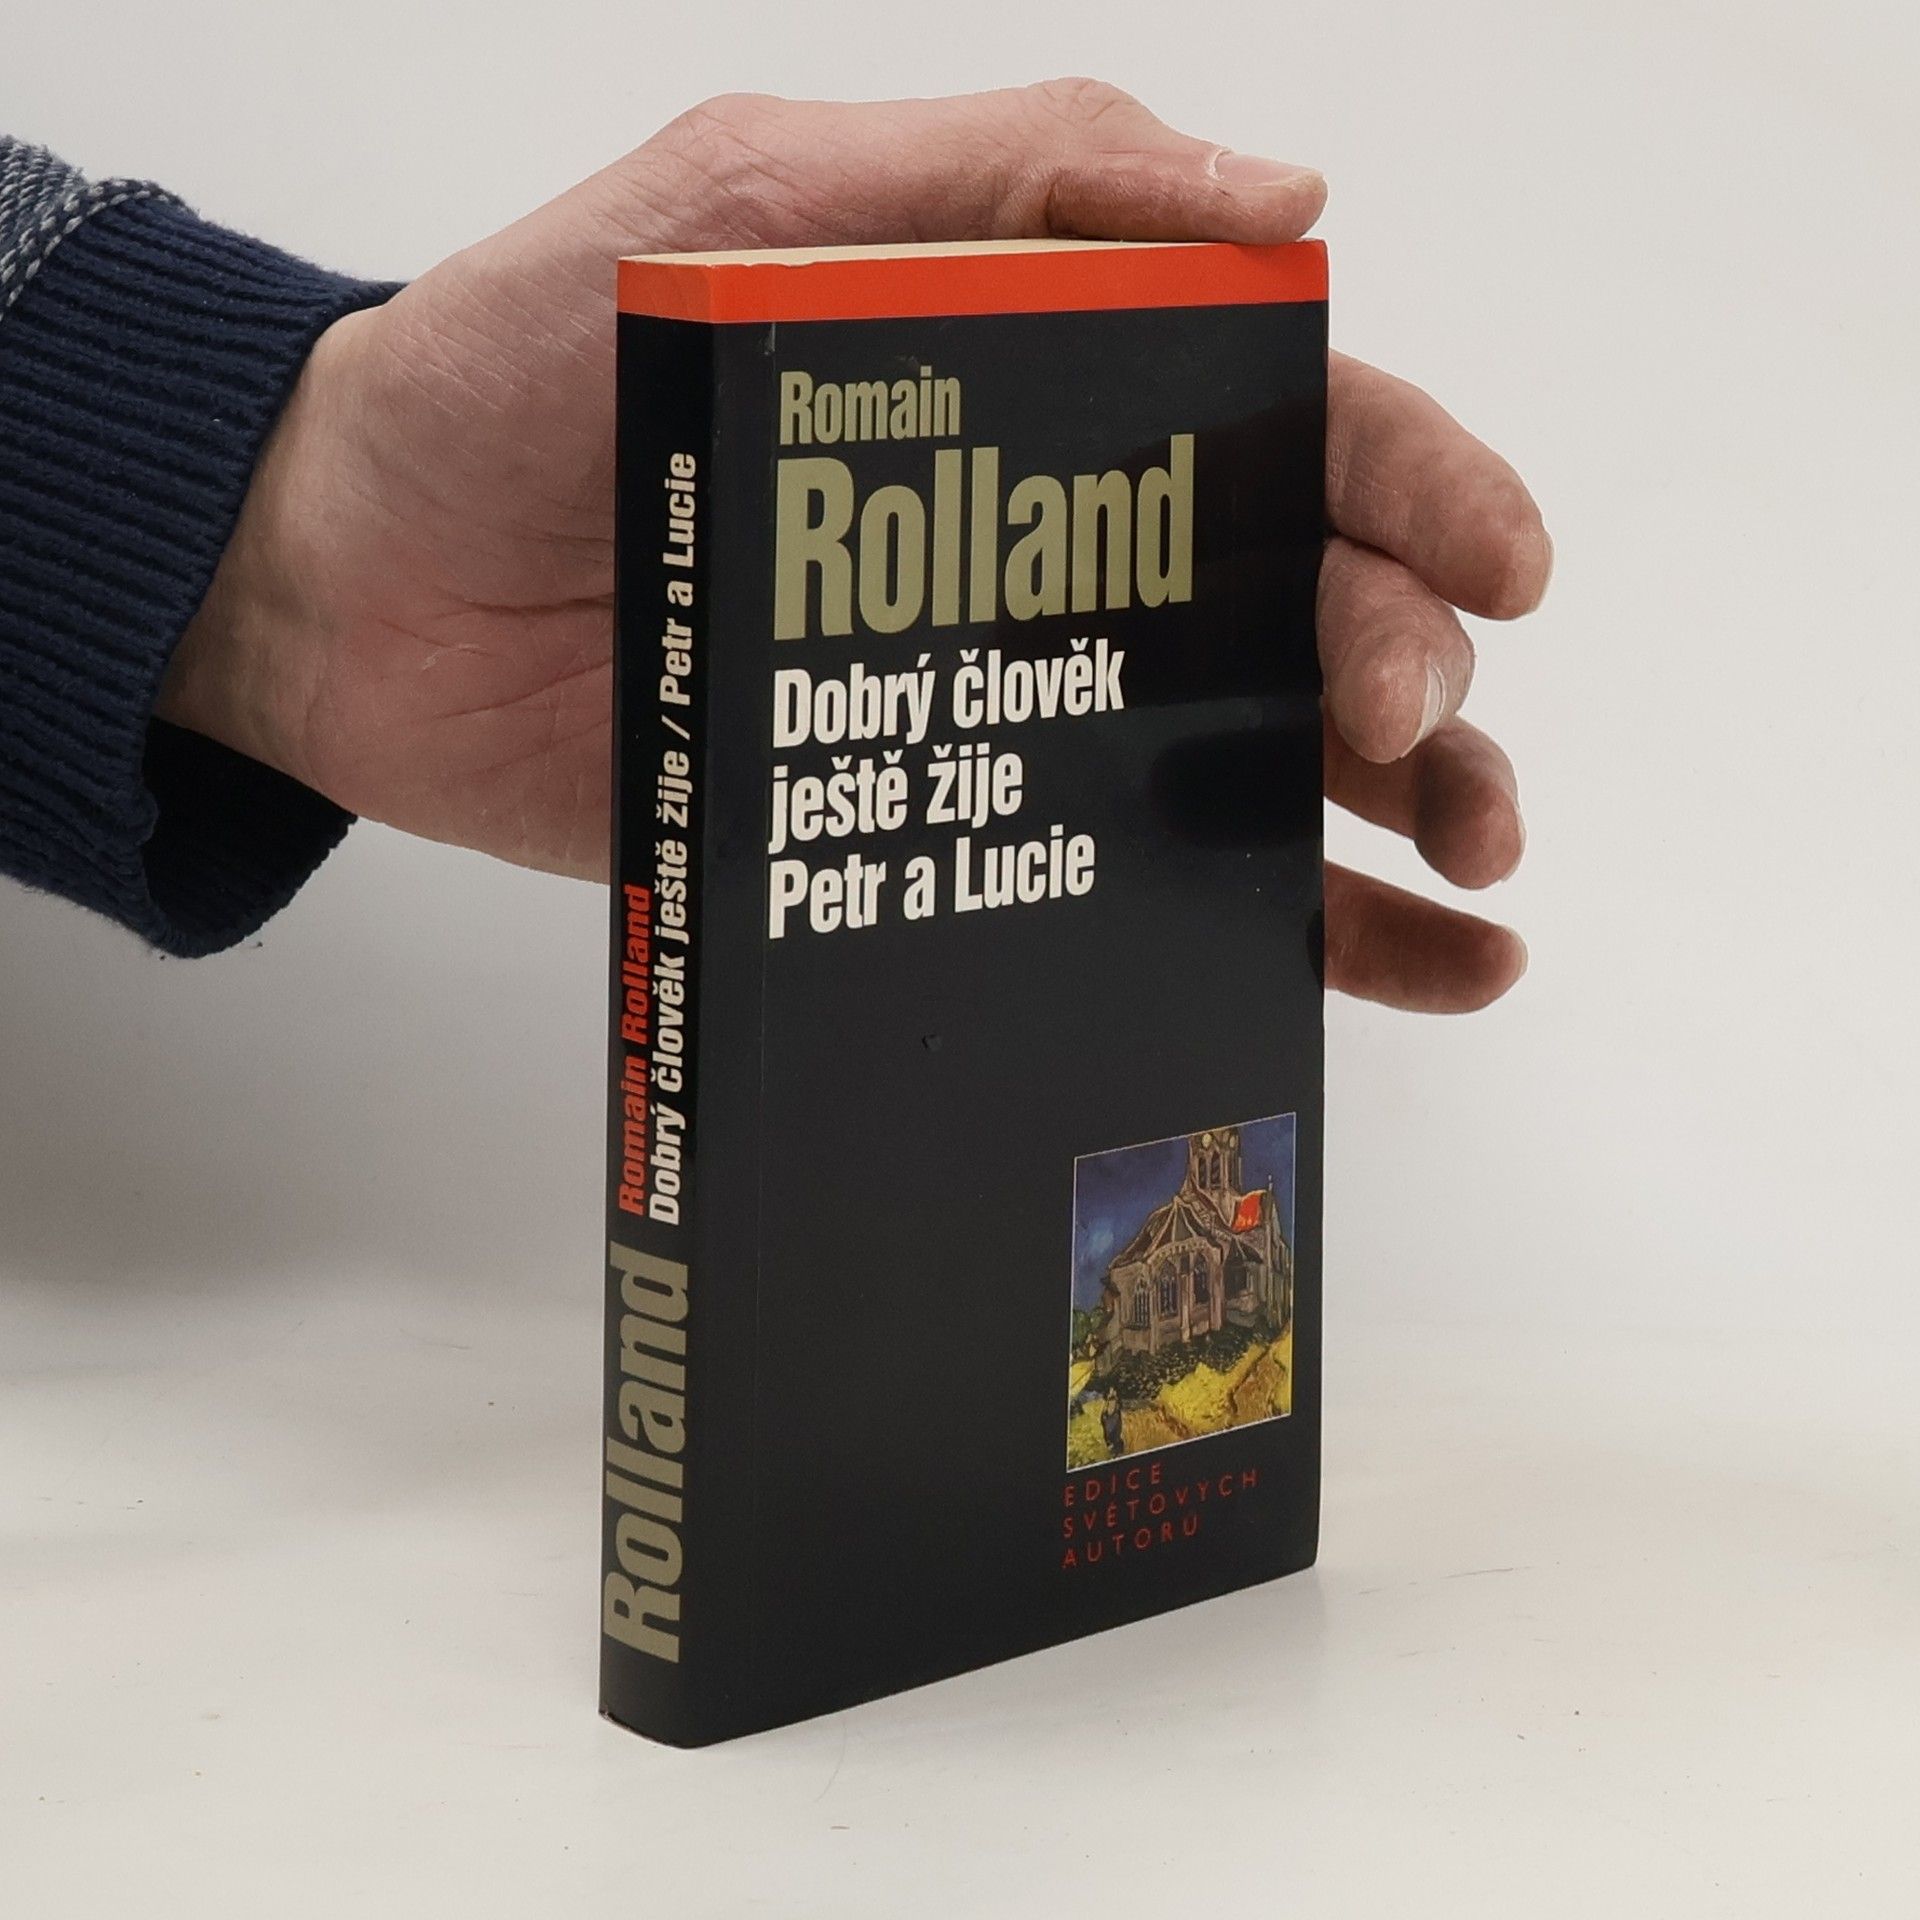 Romain
Rolland
Dobrý člověk
ještě žije
Petr a Lucie
EDICE
SVĚTOVÝCH
AUTORŮ
Rolland
Romain Rolland
Dobrý člověk ještě žije / Petr a Lucie